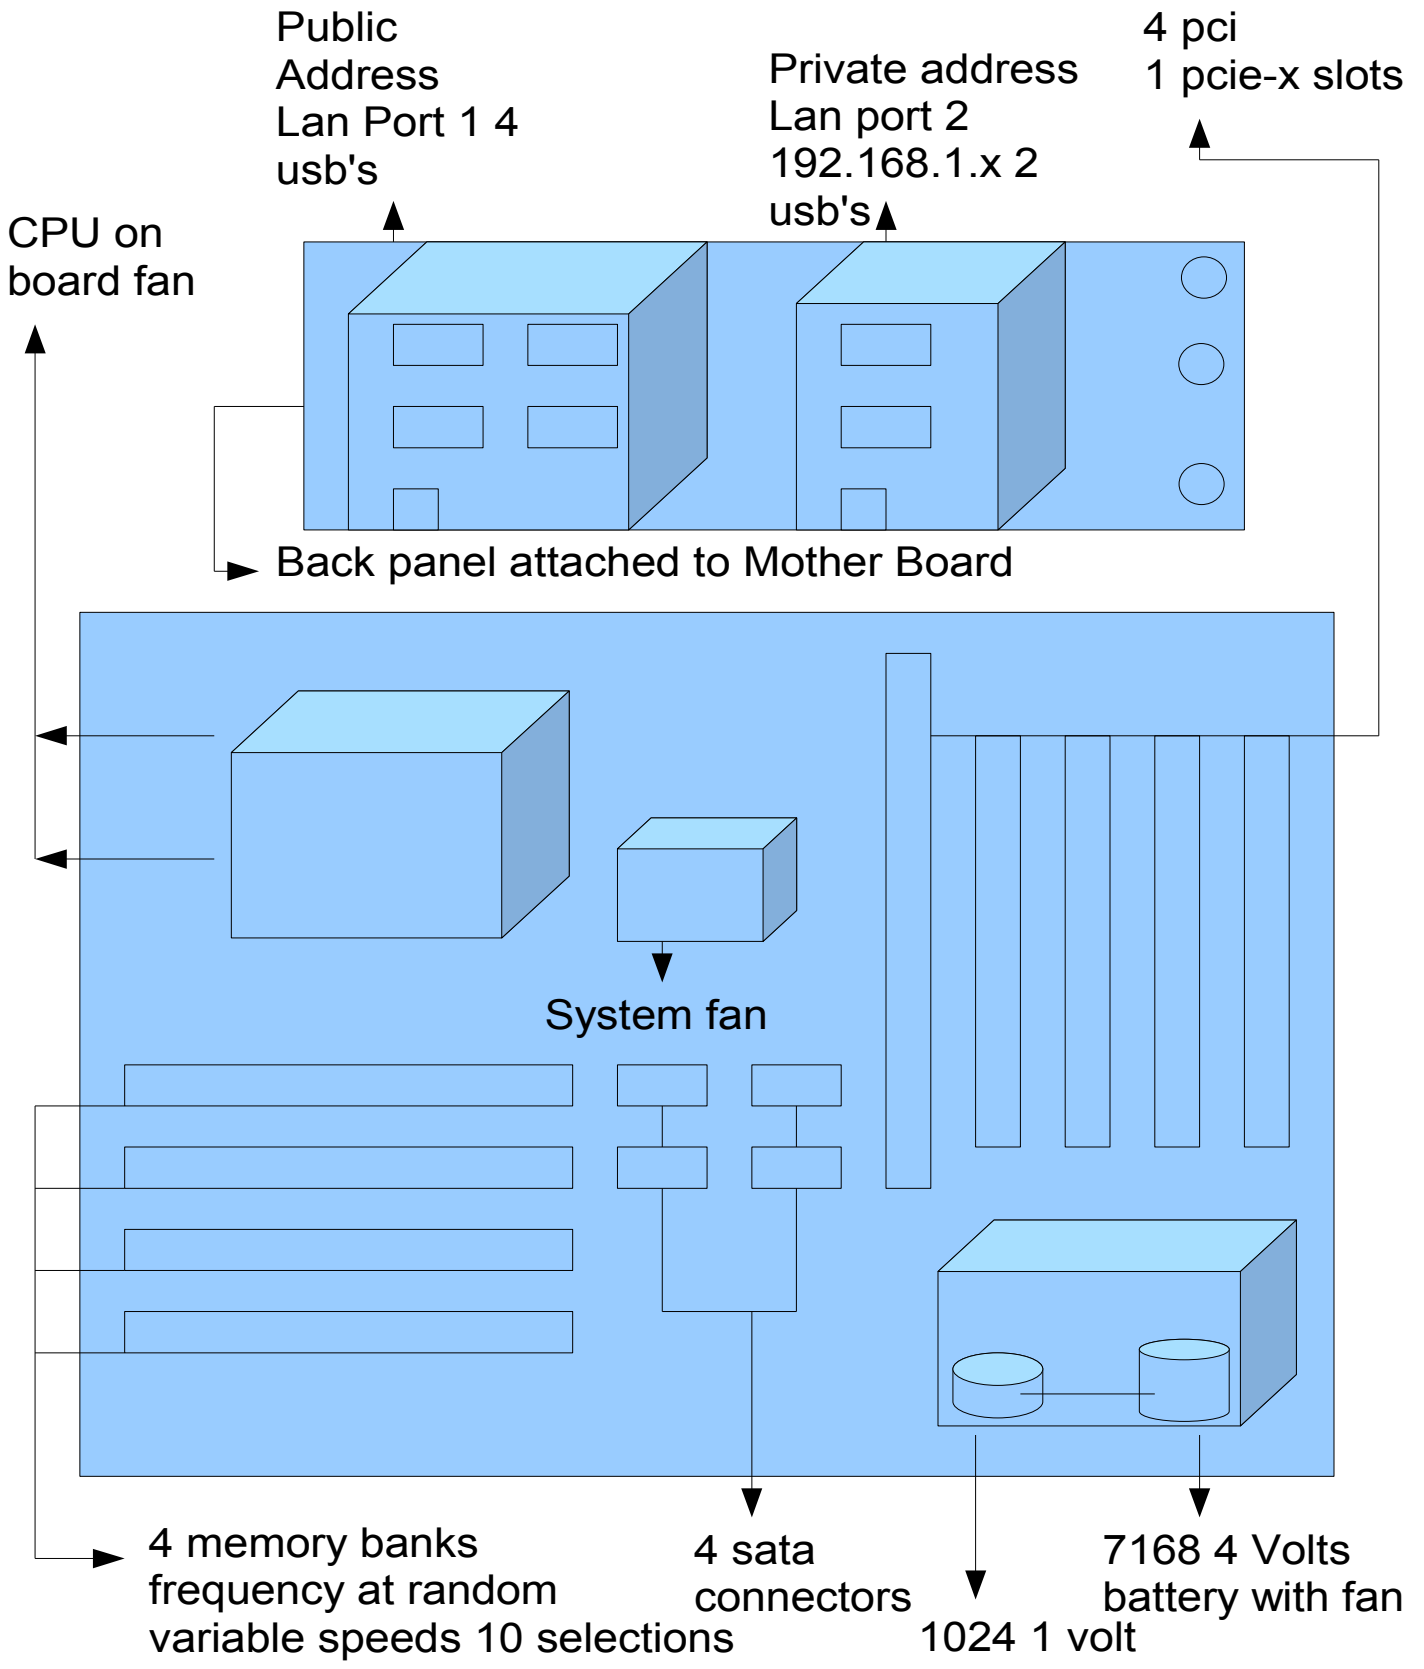 Public
Address
Lan Port 1 4
usb's
Private address
Lan port 2
192.168.1.x 2
usb's
4 pci
1 pcie-x slots
CPU on
board fan
Back panel attached to Mother Board
System fan
4 memory banks
frequency at random
variable speeds 10 selections
4 sata
connectors
1024 1 volt
7168 4 Volts
battery with fan